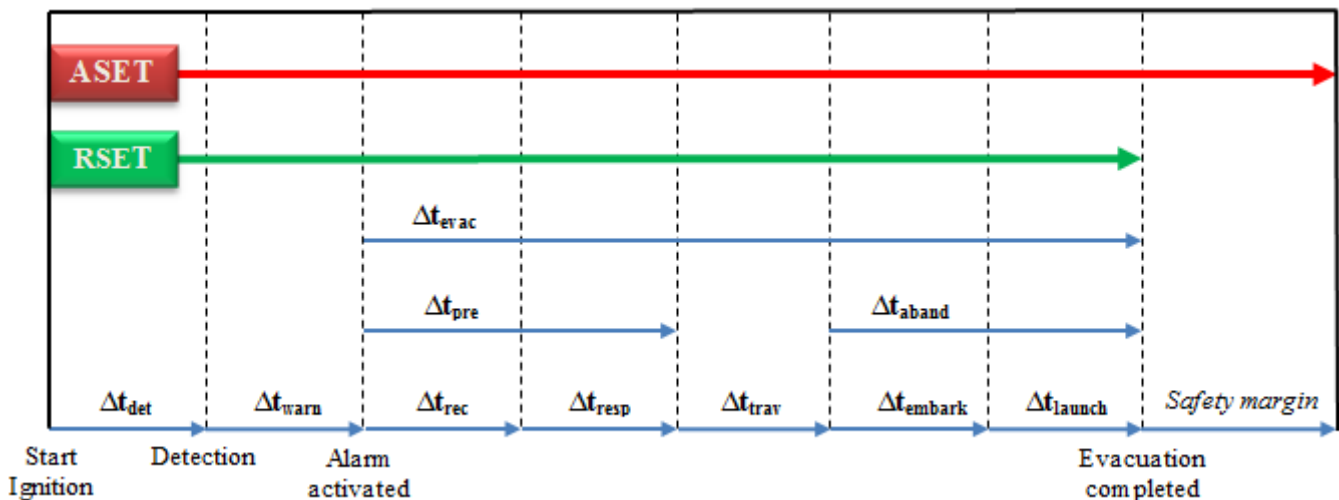 ASET
RSET
Δtevac
Δtpre Δtaband
Δtdet Δtwarn Δtrec Δtresp Δttrav Δtembark Δtlaunch Safety margin
Start Detection Alarm Evacuation
Ignition activated completed